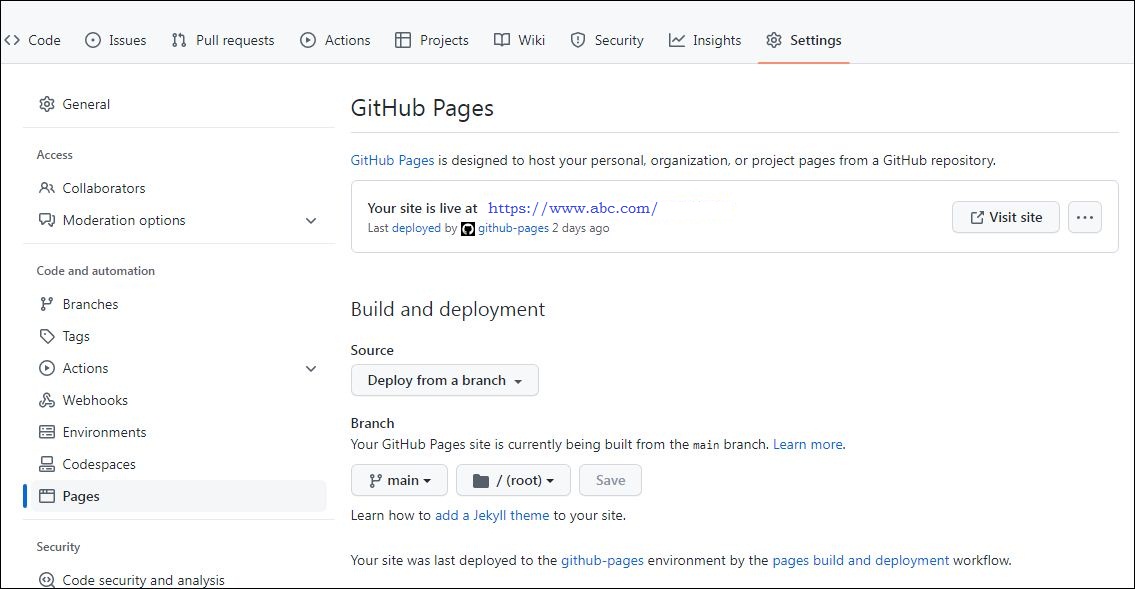 Code Issues Pull requests Actions Projects Wiki Security Insights Settings
General
Access
Collaborators
Moderation options
Code and automation
Branches
Tags
Actions
Webhooks
Environments
Codespaces
Pages
Security
Code security and analysis
GitHub Pages
GitHub Pages is designed to host your personal, organization, or project pages from a GitHub repository.
Your site is live at https://www.abc.com/
Last deployed by github-pages 2 days ago
Visit site
Build and deployment
Source
Deploy from a branch
Branch
Your GitHub Pages site is currently being built from the main branch. Learn more.
main / (root) Save
Learn how to add a Jekyll theme to your site.
Your site was last deployed to the github-pages environment by the pages build and deployment workflow.